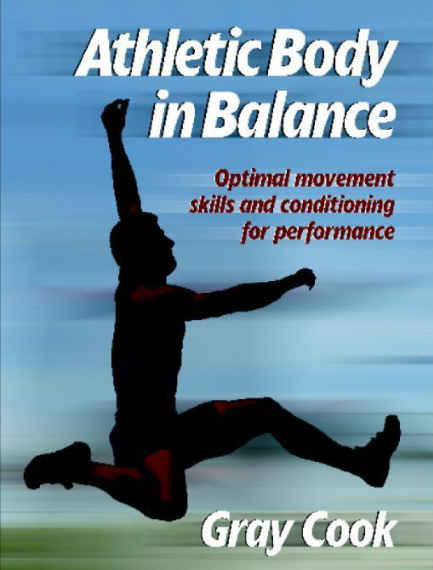 Athletic Body
in Balance
Optimal movement
skills and conditioning
for performance
Gray Cook